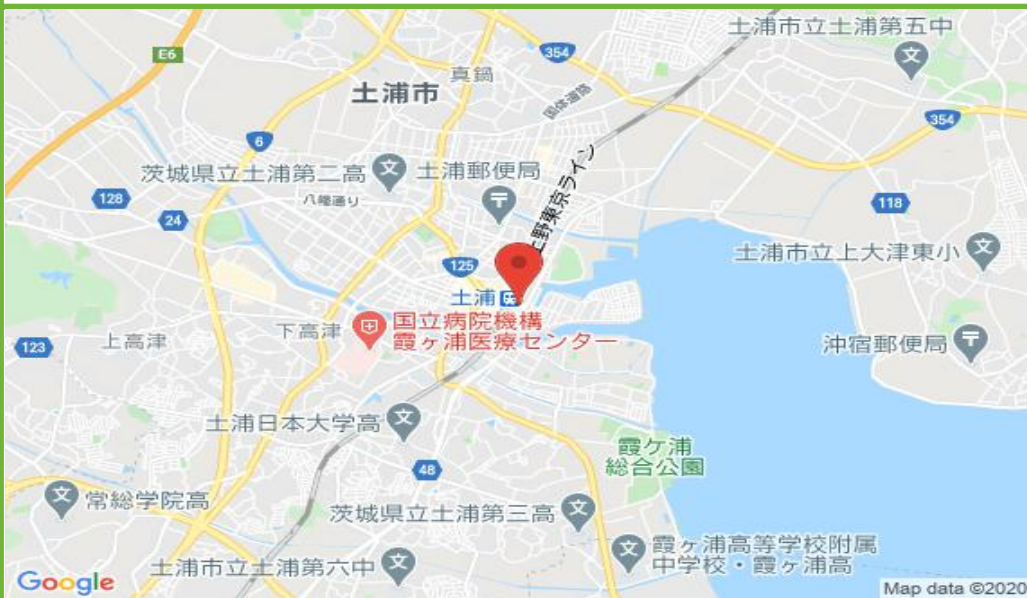 土浦市立土浦第五中
E6
354
真鍋
土浦市
国体道路
354
6
茨城県立土浦第二高
土浦郵便局
上野東京ライン
128
八幡通り
24
118
土浦市立上大津東小
125
土浦
国立病院機構
霞ヶ浦医療センター
下高津
上高津
123
沖宿郵便局
土浦日本大学高
霞ケ浦
総合公園
48
常総学院高
茨城県立土浦第三高
霞ヶ浦高等学校附属
中学校・霞ヶ浦高
土浦市立土浦第六中
Google
Map data ©2020